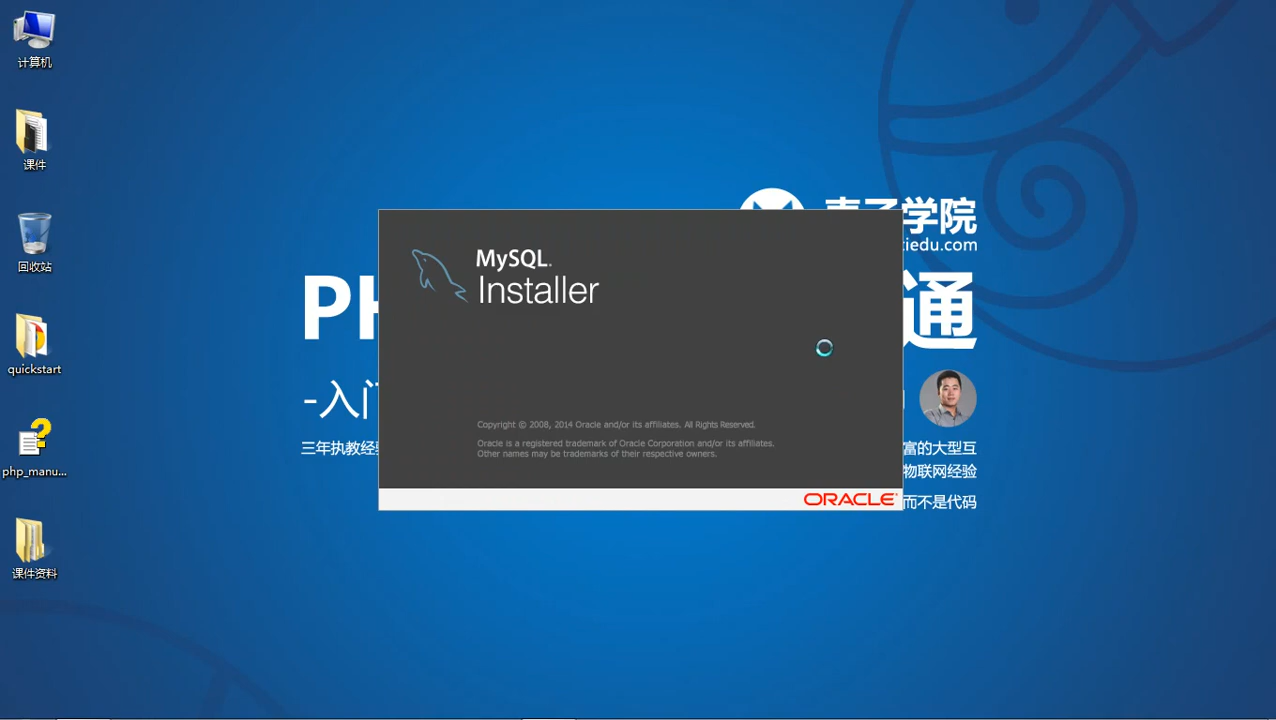 计算机
课件
回收站
quickstart
php_manu...
课件资料
学院
iedu.com
PH
通
-入门
三年执教经验
富的大型互
物联网经验
而不是代码
MySQL
Installer
Copyright © 2008, 2014 Oracle and/or its affiliates. All Rights Reserved.
Oracle is a registered trademark of Oracle Corporation and/or its affiliates.
Other names may be trademarks of their respective owners.
ORACLE